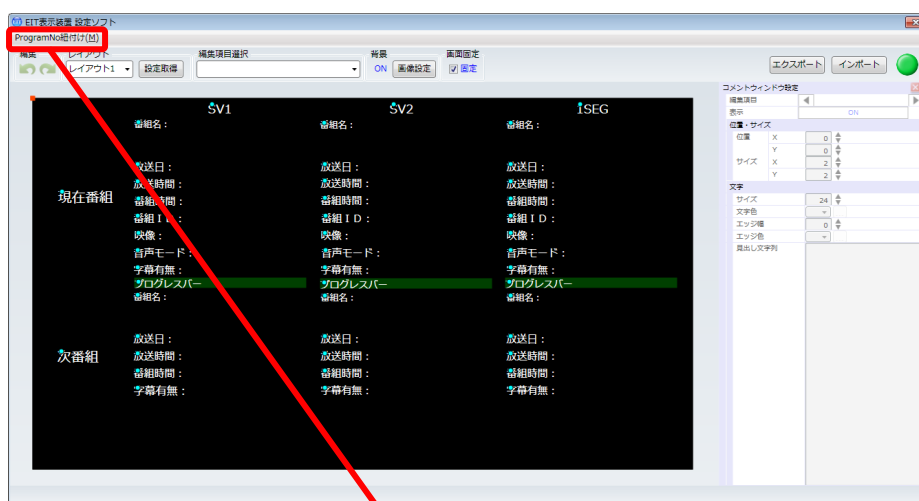 EIT表示装置 設定ソフト
ProgramNo紐付け(M)
編集 レイアウト 編集項目選択 背景 画面固定
レイアウト1 設定取得 ON 画像設定 固定 エクスポート インポート
コメントウィンドウ設定
編集項目
表示 ON
位置・サイズ
位置 X 0
Y 0
サイズ X 2
Y 2
文字
サイズ 24
文字色
エッジ幅 0
エッジ色
見出し文字列
SV1 SV2 1SEG
番組名: 番組名: 番組名:
放送日: 放送日: 放送日:
放送時間: 放送時間: 放送時間:
現在番組 番組時間: 番組時間: 番組時間:
番組ID: 番組ID: 番組ID:
映像: 映像: 映像:
音声モード: 音声モード: 音声モード:
字幕有無: 字幕有無: 字幕有無:
プログレスバー プログレスバー プログレスバー
番組名: 番組名: 番組名:
放送日: 放送日: 放送日:
次番組 放送時間: 放送時間: 放送時間:
番組時間: 番組時間: 番組時間:
字幕有無: 字幕有無: 字幕有無: